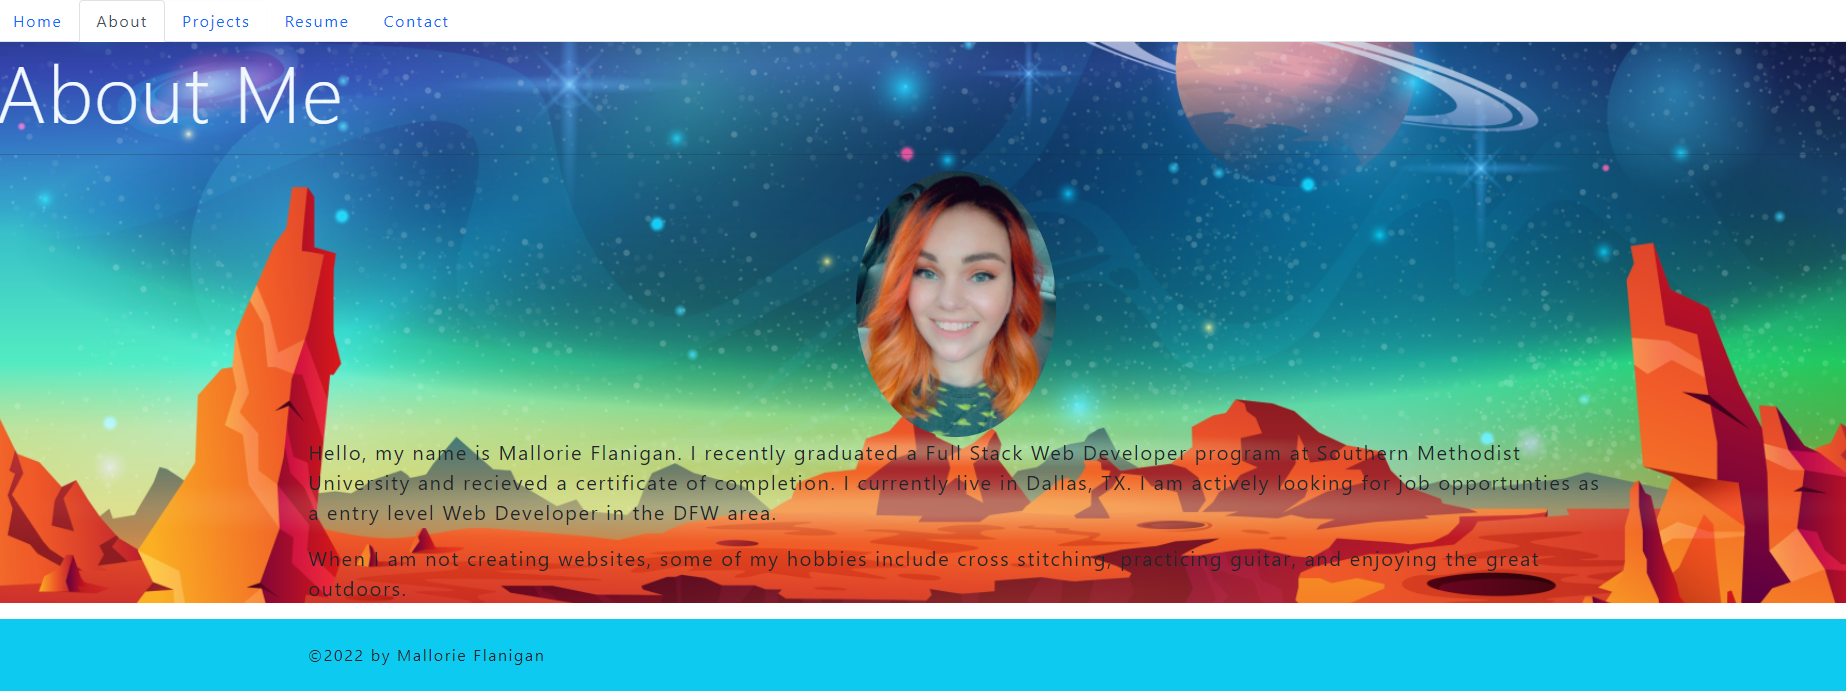 Home About Projects Resume Contact
About Me
Hello, my name is Mallorie Flanigan. I recently graduated a Full Stack Web Developer program at Southern Methodist
University and recieved a certificate of completion. I currently live in Dallas, TX. I am actively looking for job opportunties as
a entry level Web Developer in the DFW area.
When I am not creating websites, some of my hobbies include cross stitching, practicing guitar, and enjoying the great
outdoors.
©2022 by Mallorie Flanigan